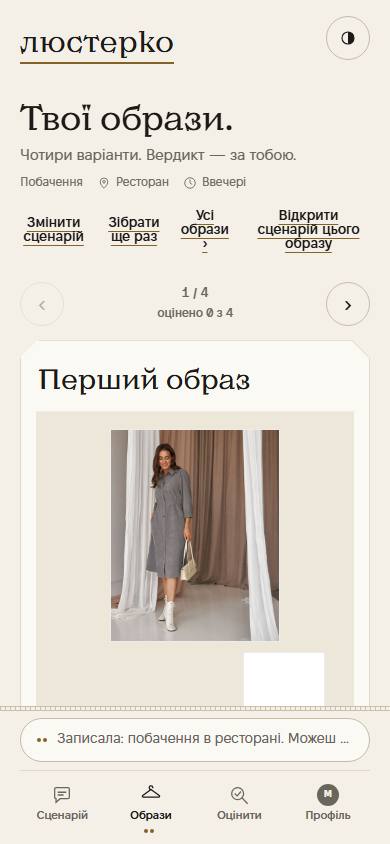 люстерко
Твої образи.
Чотири варіанти. Вердикт — за тобою.
Побачення Ресторан Ввечері
Змінити сценарій
Зібрати ще раз
Усі образи ›
Відкрити сценарій цього образу
‹ 1 / 4 ›
оцінено 0 з 4
Перший образ
Записала: побачення в ресторані. Можеш ...
Сценарій Образи Оцінити М Профіль